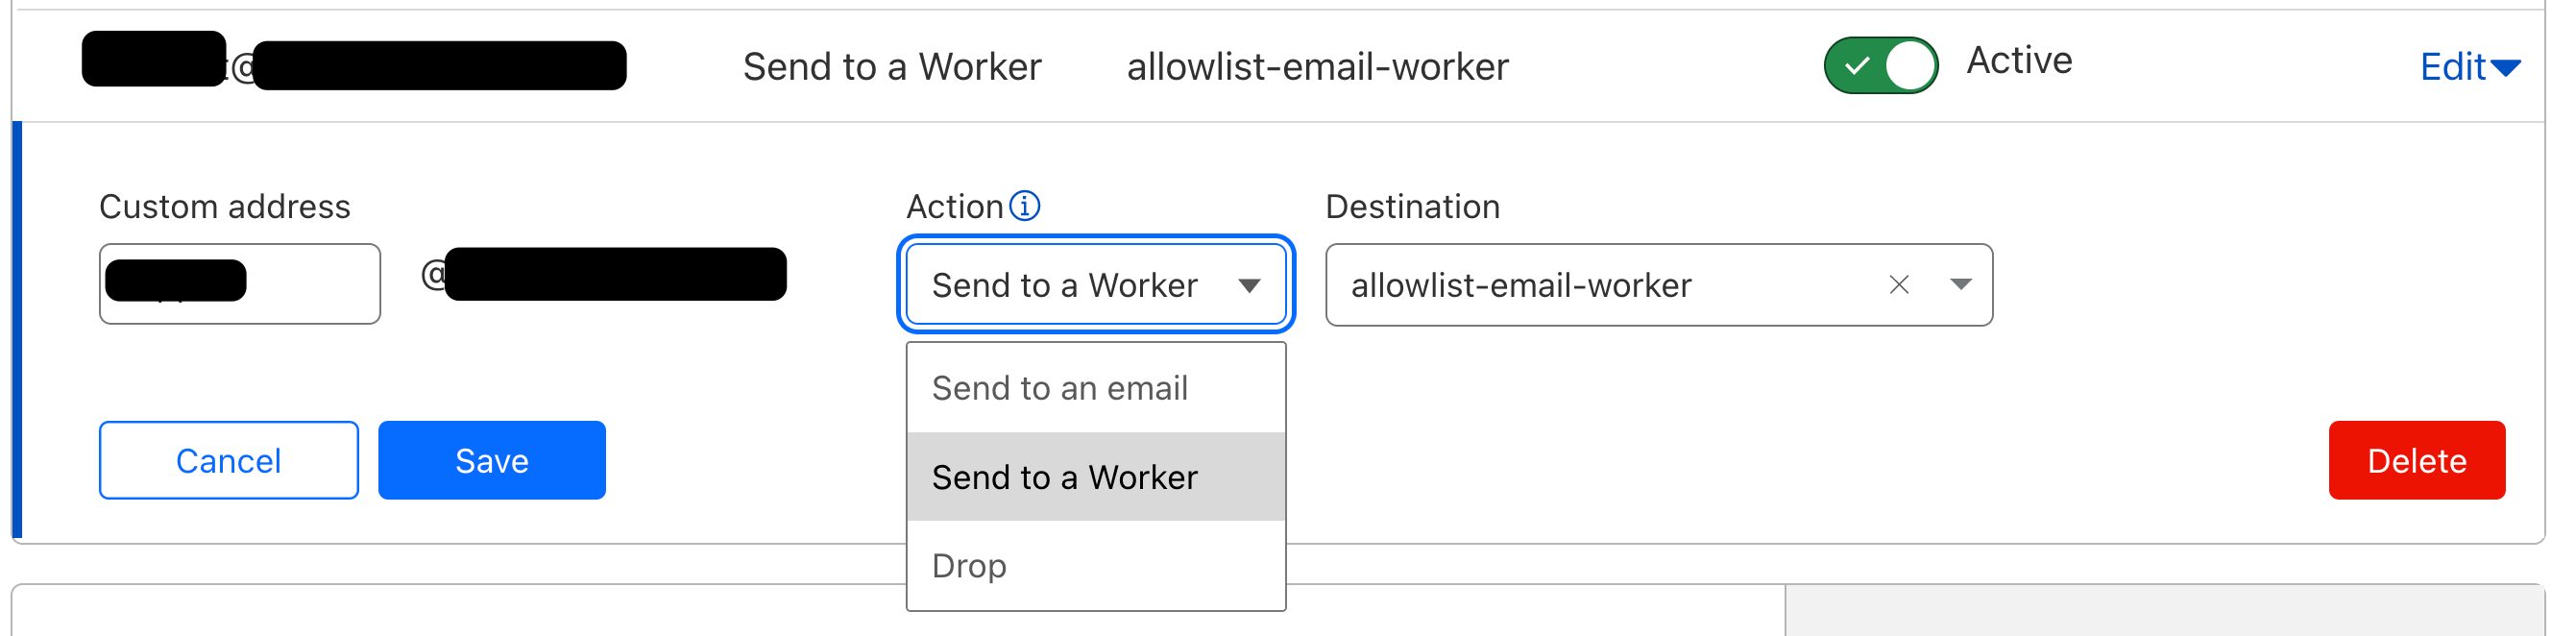 @ Send to a Worker allowlist-email-worker Active Edit
Custom address Action Destination
@ Send to a Worker allowlist-email-worker
Send to an email
Cancel Save Send to a Worker Delete
Drop